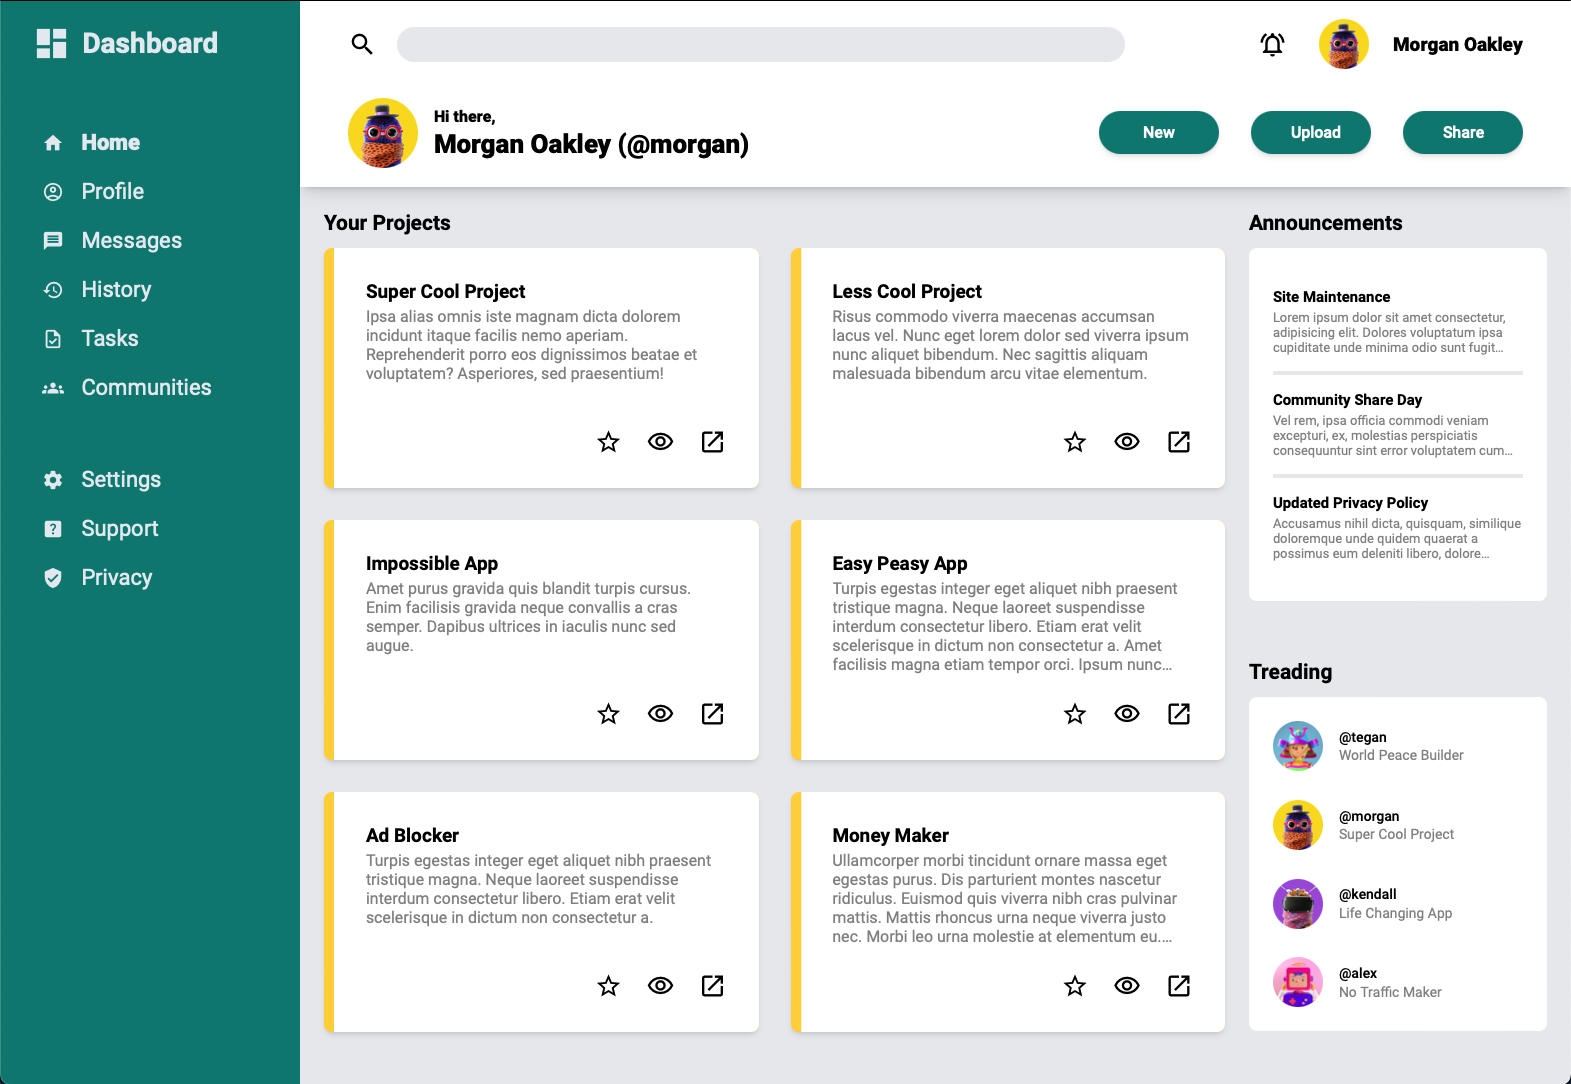 Dashboard
Home
Profile
Messages
History
Tasks
Communities
Settings
Support
Privacy
Morgan Oakley
Hi there,
Morgan Oakley (@morgan)
New
Upload
Share
Your Projects
Super Cool Project
Ipsa alias omnis iste magnam dicta dolorem
incidunt itaque facilis nemo aperiam.
Reprehenderit porro eos dignissimos beatae et
voluptatem? Asperiores, sed praesentium!
Less Cool Project
Risus commodo viverra maecenas accumsan
lacus vel. Nunc eget lorem dolor sed viverra ipsum
nunc aliquet bibendum. Nec sagittis aliquam
malesuada bibendum arcu vitae elementum.
Impossible App
Amet purus gravida quis blandit turpis cursus.
Enim facilisis gravida neque convallis a cras
semper. Dapibus ultrices in iaculis nunc sed
augue.
Easy Peasy App
Turpis egestas integer eget aliquet nibh praesent
tristique magna. Neque laoreet suspendisse
interdum consectetur libero. Etiam erat velit
scelerisque in dictum non consectetur a. Amet
facilisis magna etiam tempor orci. Ipsum nunc...
Ad Blocker
Turpis egestas integer eget aliquet nibh praesent
tristique magna. Neque laoreet suspendisse
interdum consectetur libero. Etiam erat velit
scelerisque in dictum non consectetur a.
Money Maker
Ullamcorper morbi tincidunt ornare massa eget
egestas purus. Dis parturient montes nascetur
ridiculus. Euismod quis viverra nibh cras pulvinar
mattis. Mattis rhoncus urna neque viverra justo
nec. Morbi leo urna molestie at elementum eu....
Announcements
Site Maintenance
Lorem ipsum dolor sit amet consectetur,
adipisicing elit. Dolores voluptatum ipsa
cupiditate unde minima odio sunt fugit...
Community Share Day
Vel rem, ipsa officia commodi veniam
excepturi, ex, molestias perspiciatis
consequuntur sint error voluptatem cum...
Updated Privacy Policy
Accusamus nihil dicta, quisquam, similique
doloremque unde quidem quaerat a
possimus eum deleniti libero, dolore...
Treading
@tegan
World Peace Builder
@morgan
Super Cool Project
@kendall
Life Changing App
@alex
No Traffic Maker